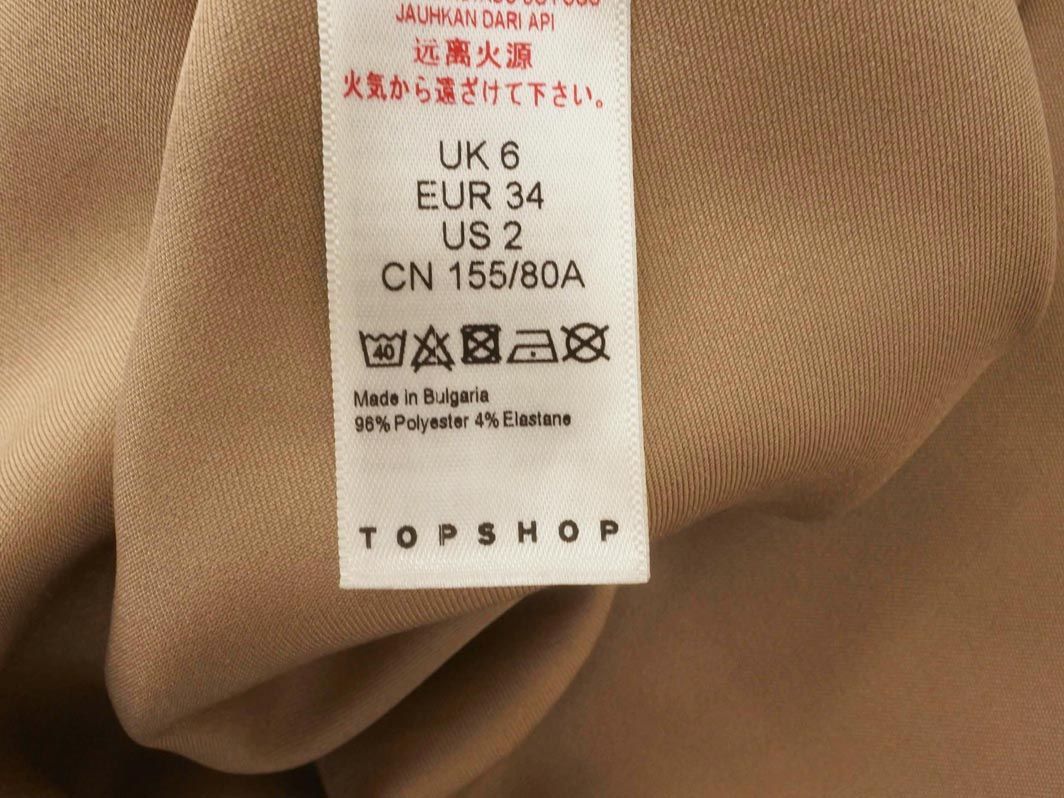 JAUHKAN DARI API
远离火源
火気から遠ざけて下さい。
UK 6
EUR 34
US 2
CN 155/80A
40
Made in Bulgaria
96% Polyester 4% Elastane
TOPSHOP